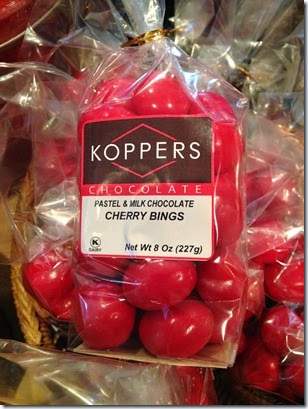 KOPPERS
CHOCOLATE
PASTEL & MILK CHOCOLATE
CHERRY BINGS
K
DAIRY
Net Wt 8 Oz (227g)